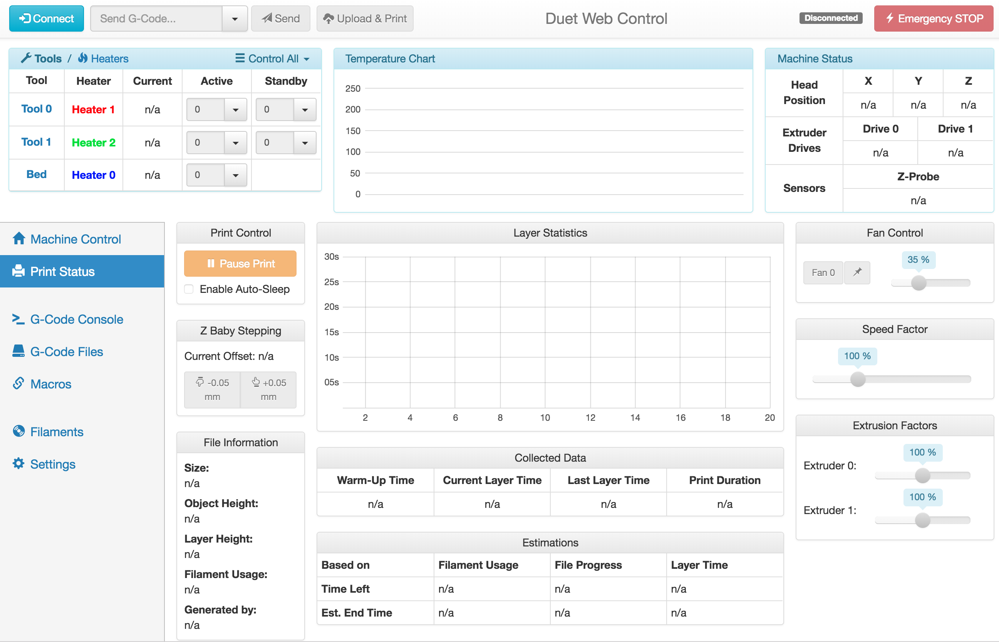 Connect Send G-Code... Send Upload & Print Duet Web Control Disconnected Emergency STOP
Tools / Heaters Control All
Tool Heater Current Active Standby
Tool 0 Heater 1 n/a 0 0
Tool 1 Heater 2 n/a 0 0
Bed Heater 0 n/a 0
Temperature Chart
250
200
150
100
50
0
Machine Status
Head Position X Y Z
n/a n/a n/a
Extruder Drives Drive 0 Drive 1
n/a n/a
Sensors Z-Probe
n/a
Machine Control
Print Status
G-Code Console
G-Code Files
Macros
Filaments
Settings
Print Control
Pause Print
Enable Auto-Sleep
Z Baby Stepping
Current Offset: n/a
-0.05 mm +0.05 mm
File Information
Size:
n/a
Object Height:
n/a
Layer Height:
n/a
Filament Usage:
n/a
Generated by:
n/a
Layer Statistics
30s
25s
20s
15s
10s
05s
2 4 6 8 10 12 14 16 18 20
Collected Data
Warm-Up Time Current Layer Time Last Layer Time Print Duration
n/a n/a n/a n/a
Estimations
Based on Filament Usage File Progress Layer Time
Time Left n/a n/a n/a
Est. End Time n/a n/a n/a
Fan Control
35 %
Fan 0
Speed Factor
100 %
Extrusion Factors
100 %
Extruder 0:
100 %
Extruder 1: